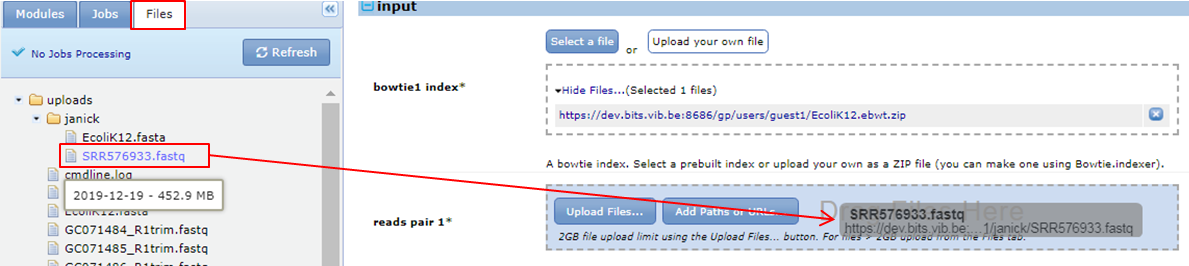 Modules
Jobs
Files
No Jobs Processing
Refresh
uploads
janick
EcoliK12.fasta
SRR576933.fastq
cmdline.log
2019-12-19 - 452.9 MB
EcoliK12.fasta
GC071484_R1trim.fastq
GC071485_R1trim.fastq
GC071486_R1trim.fastq
input
Select a file or Upload your own file
bowtie1 index*
Hide Files...(Selected 1 files)
https://dev.bits.vib.be:8686/gp/users/guest1/EcoliK12.ebwt.zip
A bowtie index. Select a prebuilt index or upload your own as a ZIP file (you can make one using Bowtie.indexer).
reads pair 1*
Upload Files...
Add Paths or URLs...
Drop Files Here
SRR576933.fastq
https://dev.bits.vib.be:...1/janick/SRR576933.fastq
2GB file upload limit using the Upload Files... button. For files > 2GB upload from the Files tab.